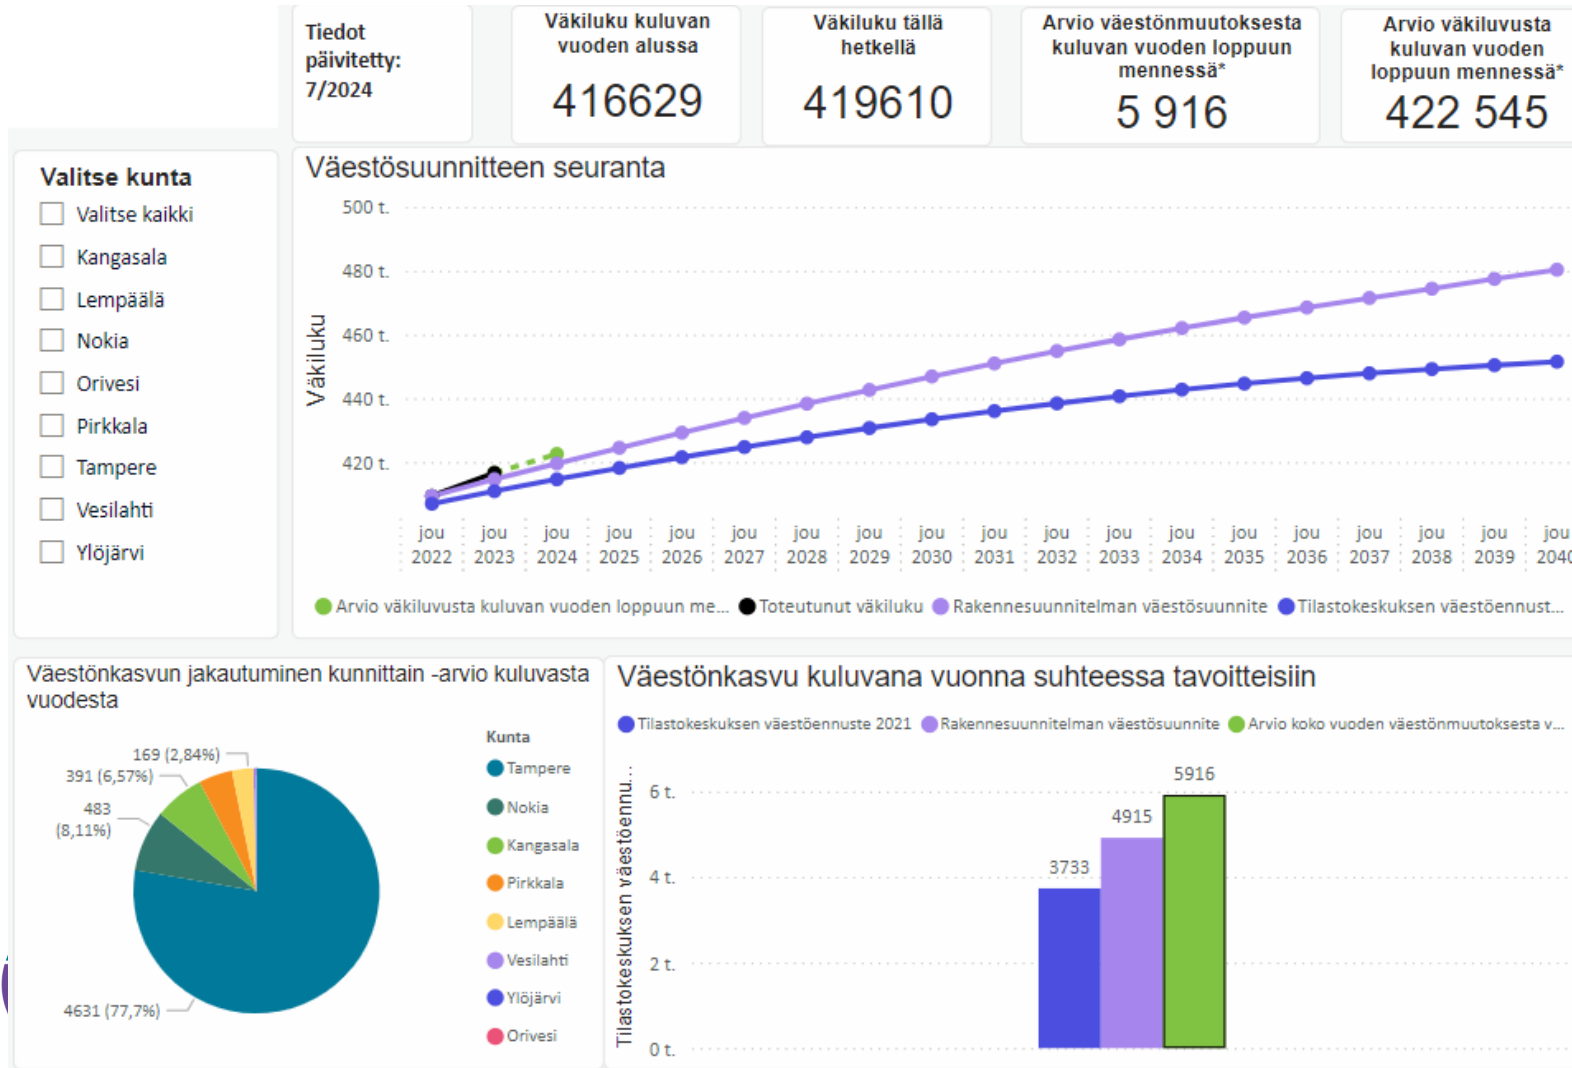 Tiedot
päivitetty:
7/2024
Väkiluku kuluvan
vuoden alussa
416629
Väkiluku tällä
hetkellä
419610
Arvio väestönmuutoksesta
kuluvan vuoden loppuun
mennessä*
5 916
Arvio väkiluvusta
kuluvan vuoden
loppuun mennessä*
422 545
Valitse kunta
Valitse kaikki
Kangasala
Lempäälä
Nokia
Orivesi
Pirkkala
Tampere
Vesilahti
Ylöjärvi
Väestösuunnitteen seuranta
Väkiluku
500 t.
480 t.
460 t.
440 t.
420 t.
jou 2022
jou 2023
jou 2024
jou 2025
jou 2026
jou 2027
jou 2028
jou 2029
jou 2030
jou 2031
jou 2032
jou 2033
jou 2034
jou 2035
jou 2036
jou 2037
jou 2038
jou 2039
jou 2040
Arvio väkiluvusta kuluvan vuoden loppuun me... Toteutunut väkiluku Rakennesuunnitelman väestösuunnite Tilastokeskuksen väestöennust...
Väestönkasvun jakautuminen kunnittain -arvio kuluvasta
vuodesta
169 (2,84%)
391 (6,57%)
483
(8,11%)
4631 (77,7%)
Kunta
Tampere
Nokia
Kangasala
Pirkkala
Lempäälä
Vesilahti
Ylöjärvi
Orivesi
Väestönkasvu kuluvana vuonna suhteessa tavoitteisiin
Tilastokeskuksen väestöennuste 2021 Rakennesuunnitelman väestösuunnite Arvio koko vuoden väestönmuutoksesta v...
Tilastokeskuksen väestöennu...
6 t.
4 t.
2 t.
0 t.
3733
4915
5916